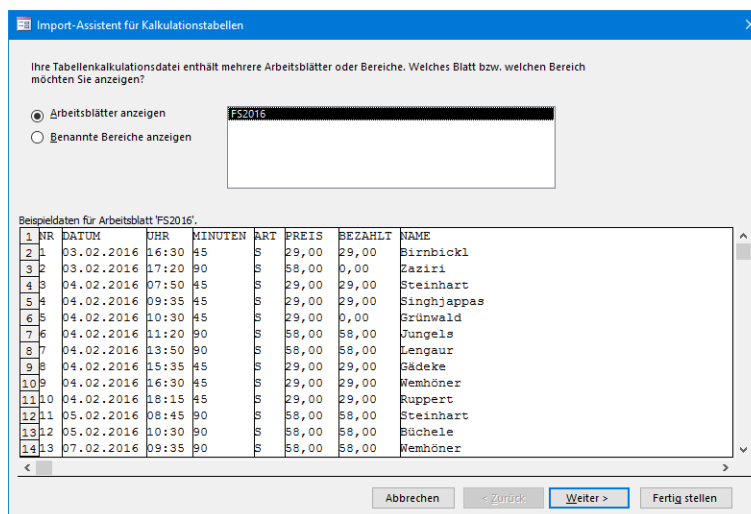 Import-Assistent für Kalkulationstabellen
Ihre Tabellenkalkulationsdatei enthält mehrere Arbeitsblätter oder Bereiche. Welches Blatt bzw. welchen Bereich
möchten Sie anzeigen?
Arbeitsblätter anzeigen
FS2016
Benannte Bereiche anzeigen
Beispieldaten für Arbeitsblatt 'FS2016'.
1 NR DATUM UHR MINUTEN ART PREIS BEZAHLT NAME
2 1 03.02.2016 16:30 45 S 29,00 29,00 Birnbickl
3 2 03.02.2016 17:20 90 S 58,00 0,00 Zaziri
4 3 04.02.2016 07:50 45 S 29,00 29,00 Steinhart
5 4 04.02.2016 09:35 45 S 29,00 29,00 Singhjappas
6 5 04.02.2016 10:30 45 S 29,00 0,00 Grünwald
7 6 04.02.2016 11:20 90 S 58,00 58,00 Jungels
8 7 04.02.2016 13:50 90 S 58,00 58,00 Lengaur
9 8 04.02.2016 15:35 45 S 29,00 29,00 Gädeke
10 9 04.02.2016 16:30 45 S 29,00 29,00 Wemhöner
11 10 04.02.2016 18:15 45 S 29,00 29,00 Ruppert
12 11 05.02.2016 08:45 90 S 58,00 58,00 Steinhart
13 12 05.02.2016 10:30 90 S 58,00 58,00 Büchele
14 13 07.02.2016 09:35 90 S 58,00 58,00 Wemhöner
Abbrechen < Zurück Weiter > Fertig stellen